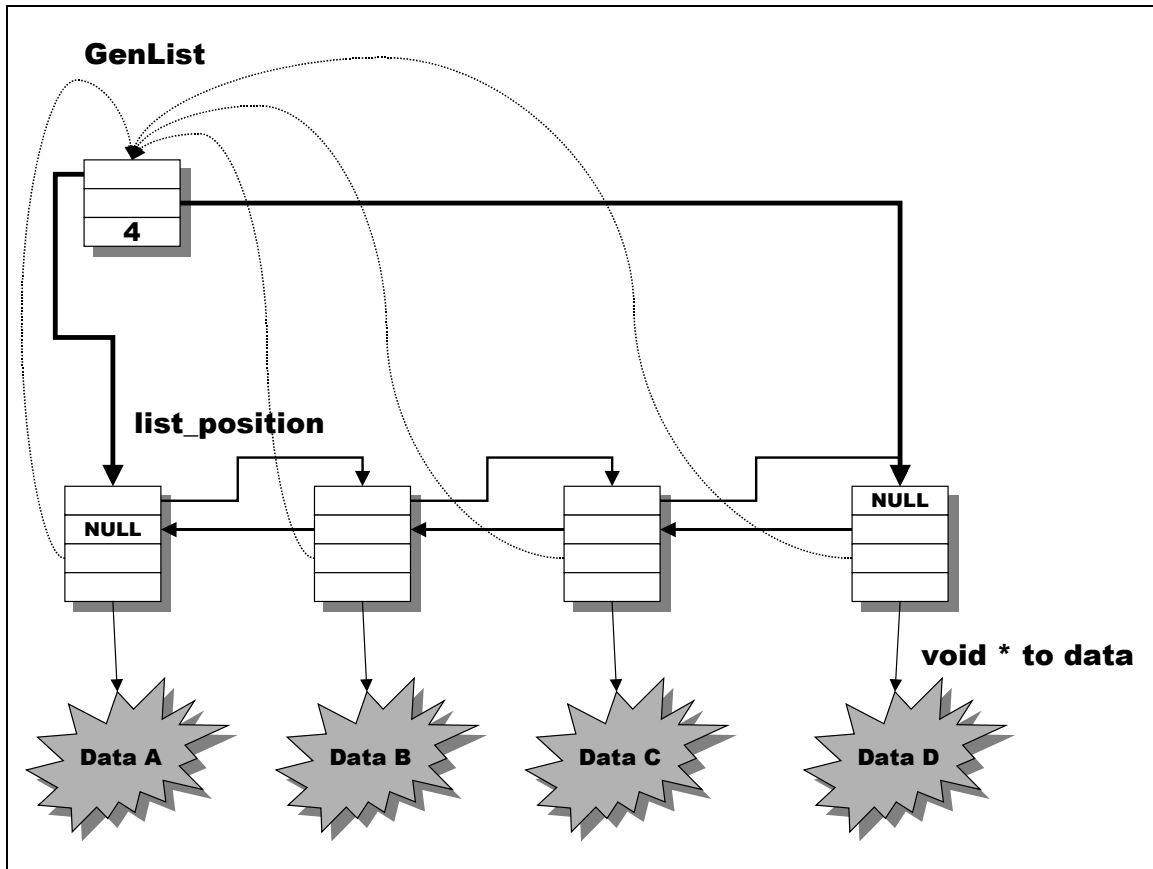 GenList
4
list_position
NULL
NULL
void * to data
Data A
Data B
Data C
Data D